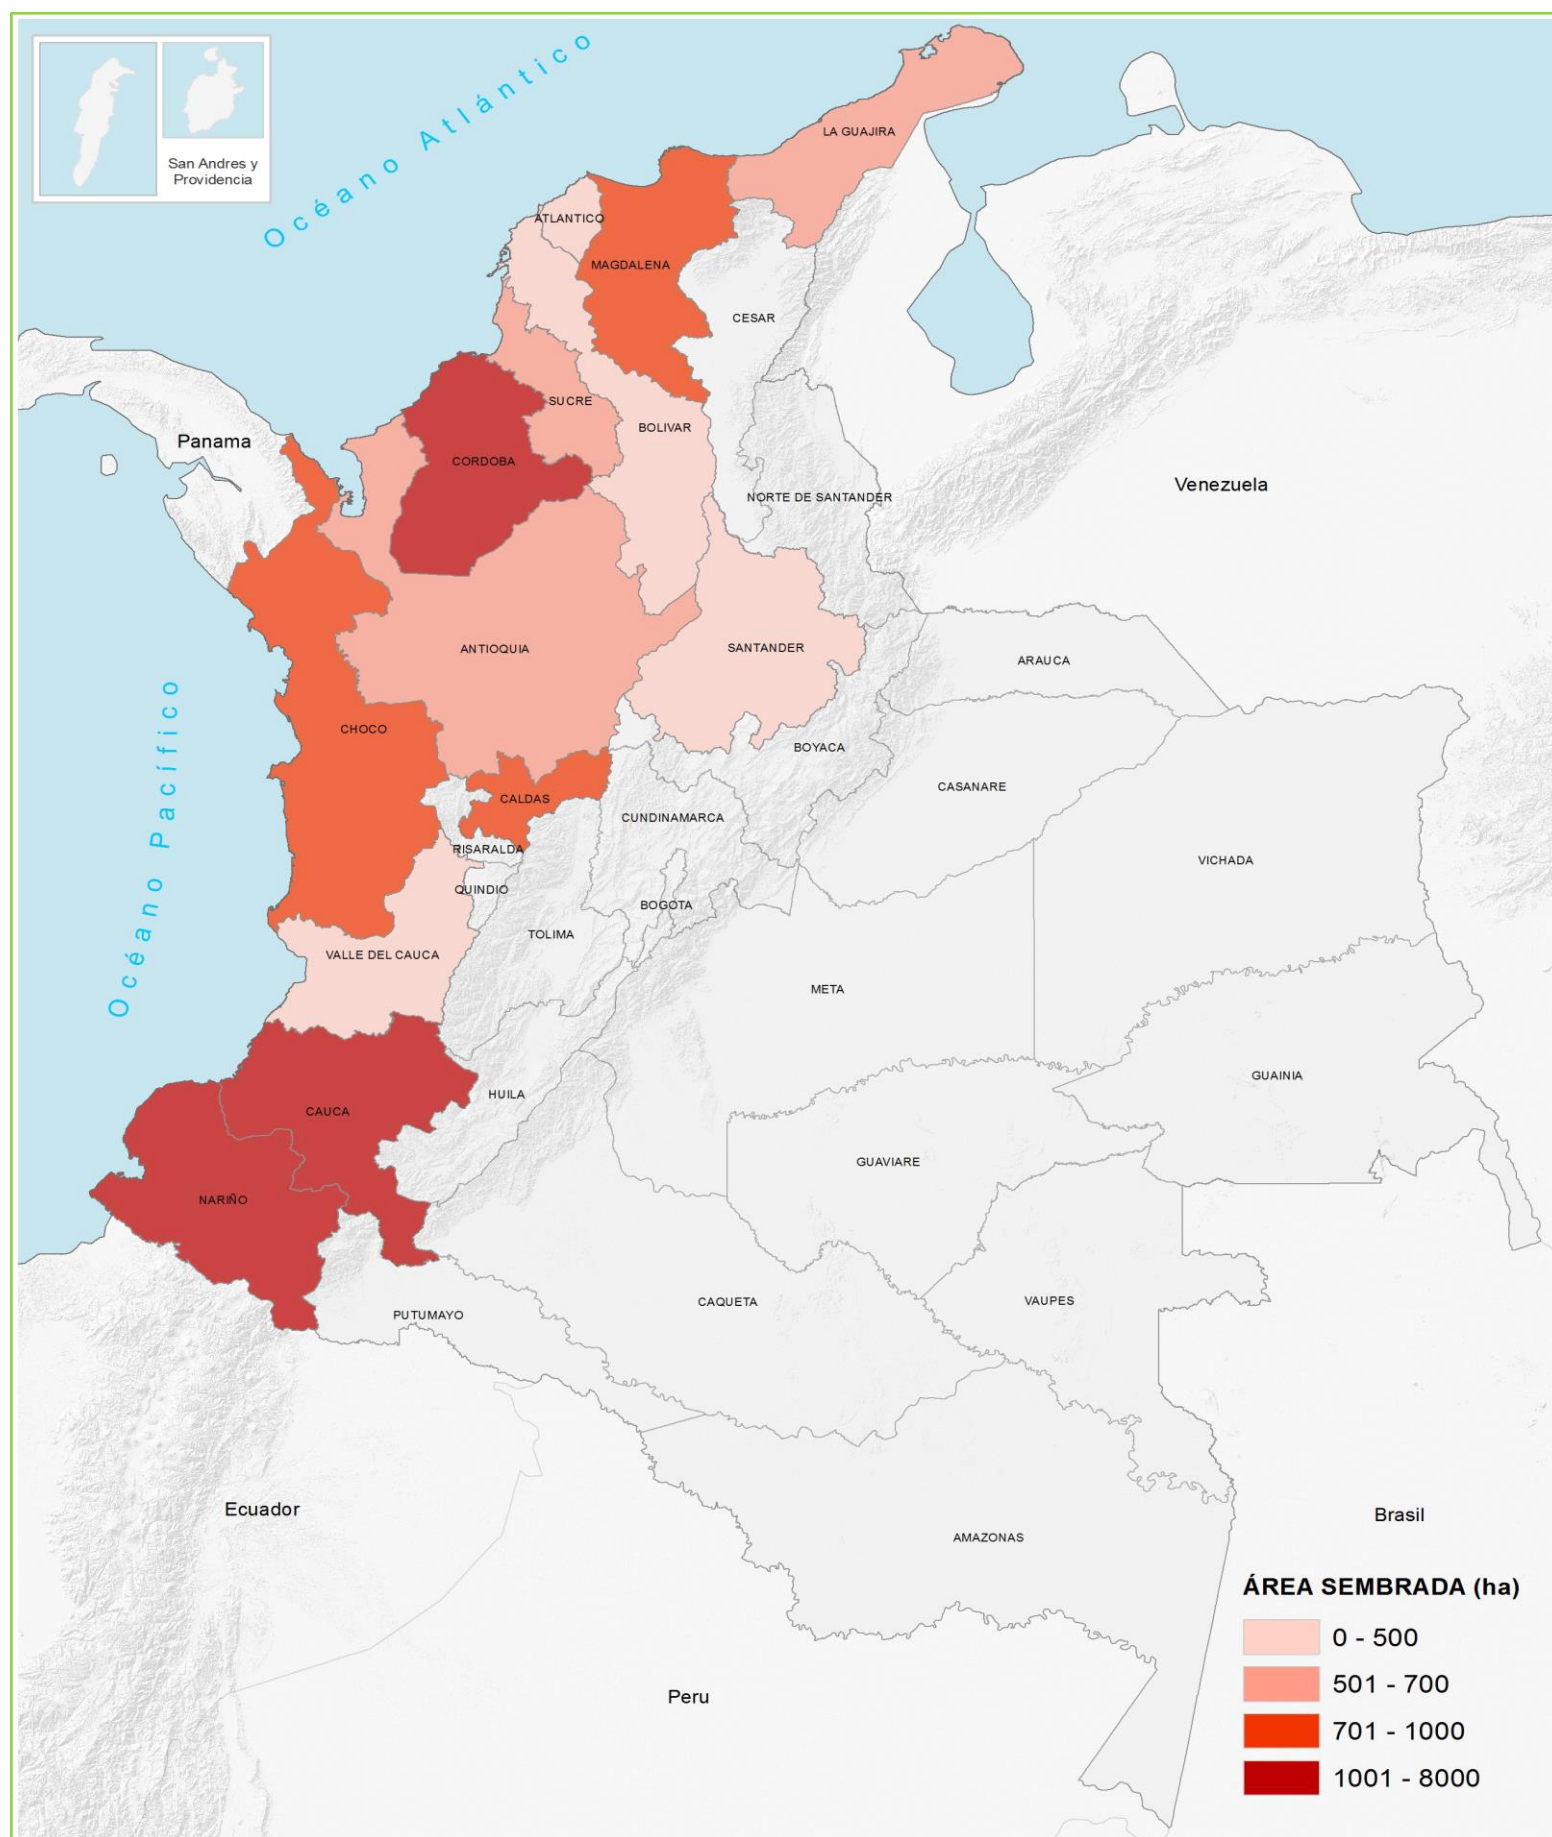 San Andres y
Providencia
Océano Atlántico
LA GUAJIRA
ATLANTICO
MAGDALENA
CESAR
SUCRE
BOLIVAR
Panama
CORDOBA
Venezuela
NORTE DE SANTANDER
ANTIOQUIA
SANTANDER
ARAUCA
Océano Pacífico
CHOCO
BOYACA
CASANARE
CALDAS
CUNDINAMARCA
RISARALDA
VICHADA
QUINDIO
BOGOTA
TOLIMA
VALLE DEL CAUCA
META
GUAINIA
HUILA
CAUCA
GUAVIARE
NARIÑO
CAQUETA
VAUPES
PUTUMAYO
Ecuador
Brasil
AMAZONAS
Peru
ÁREA SEMBRADA (ha)
0 - 500
501 - 700
701 - 1000
1001 - 8000